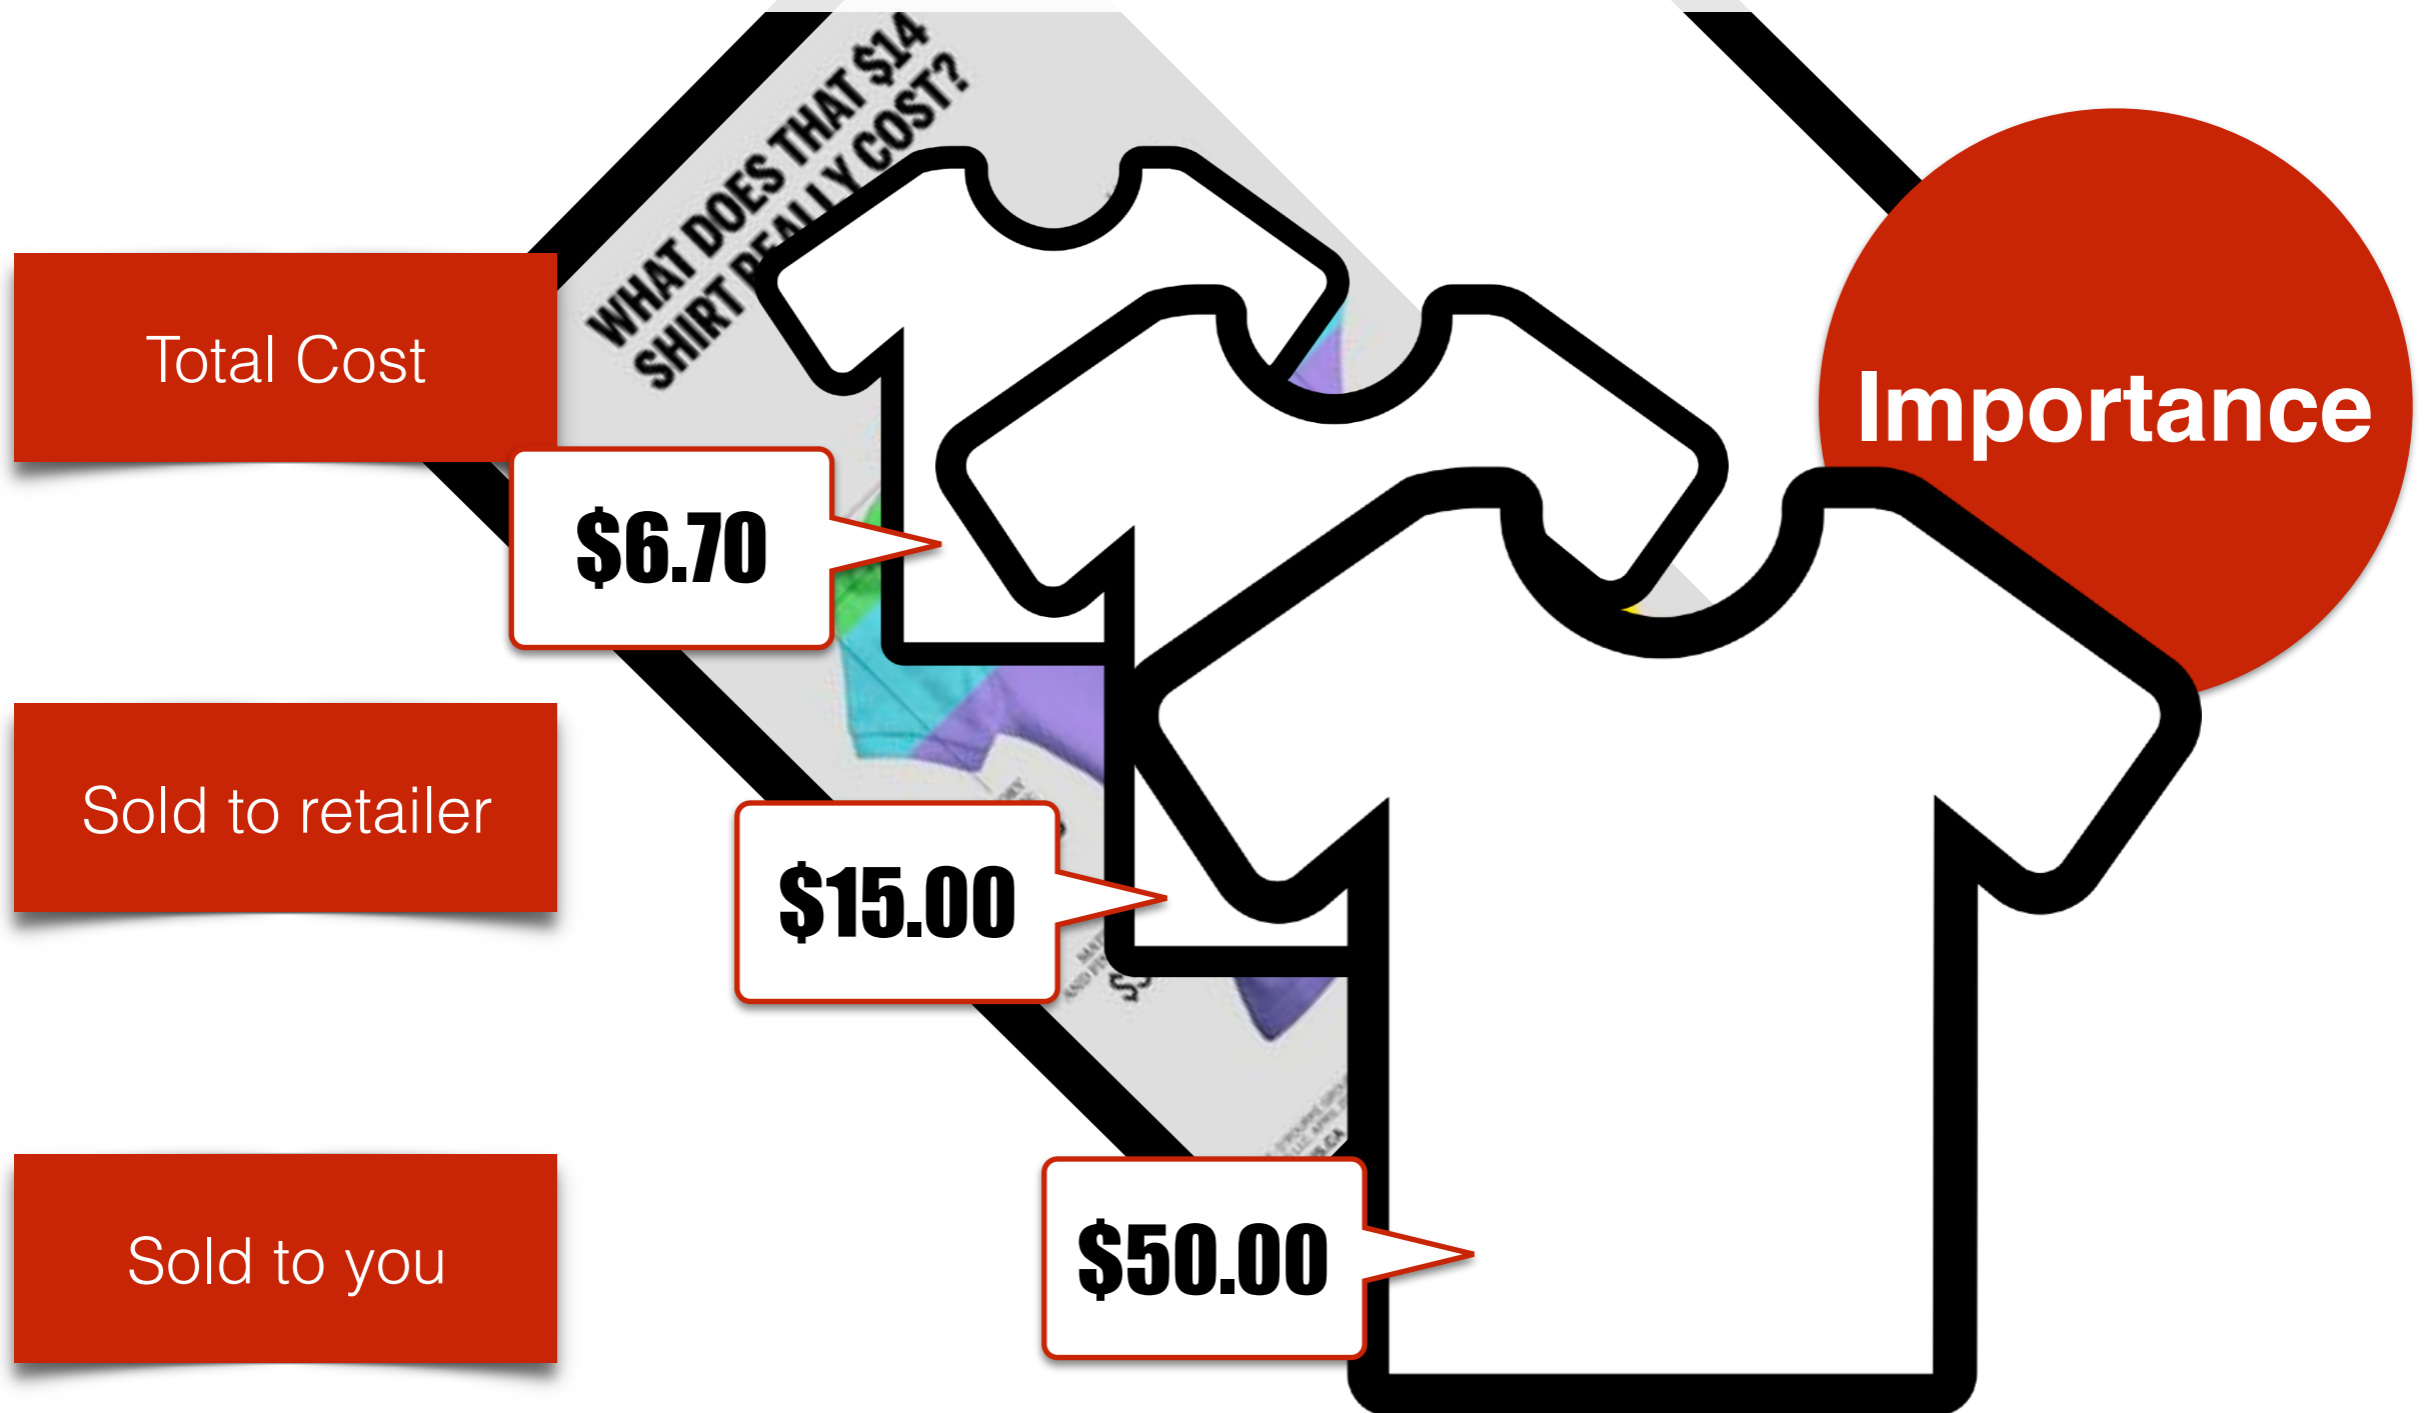 WHAT DOES THAT $14
SHIRT REALLY COST?
Importance
Total Cost
$6.70
Sold to retailer
$15.00
Sold to you
$50.00